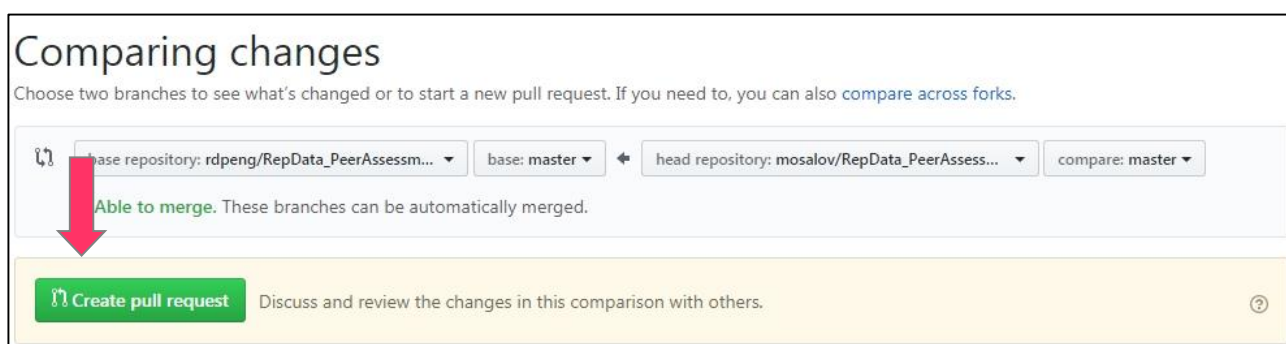 Comparing changes
Choose two branches to see what's changed or to start a new pull request. If you need to, you can also compare across forks.
base repository: rdpeng/RepData_PeerAssessm... base: master head repository: mosalov/RepData_PeerAssess... compare: master
Able to merge. These branches can be automatically merged.
Create pull request Discuss and review the changes in this comparison with others. ?